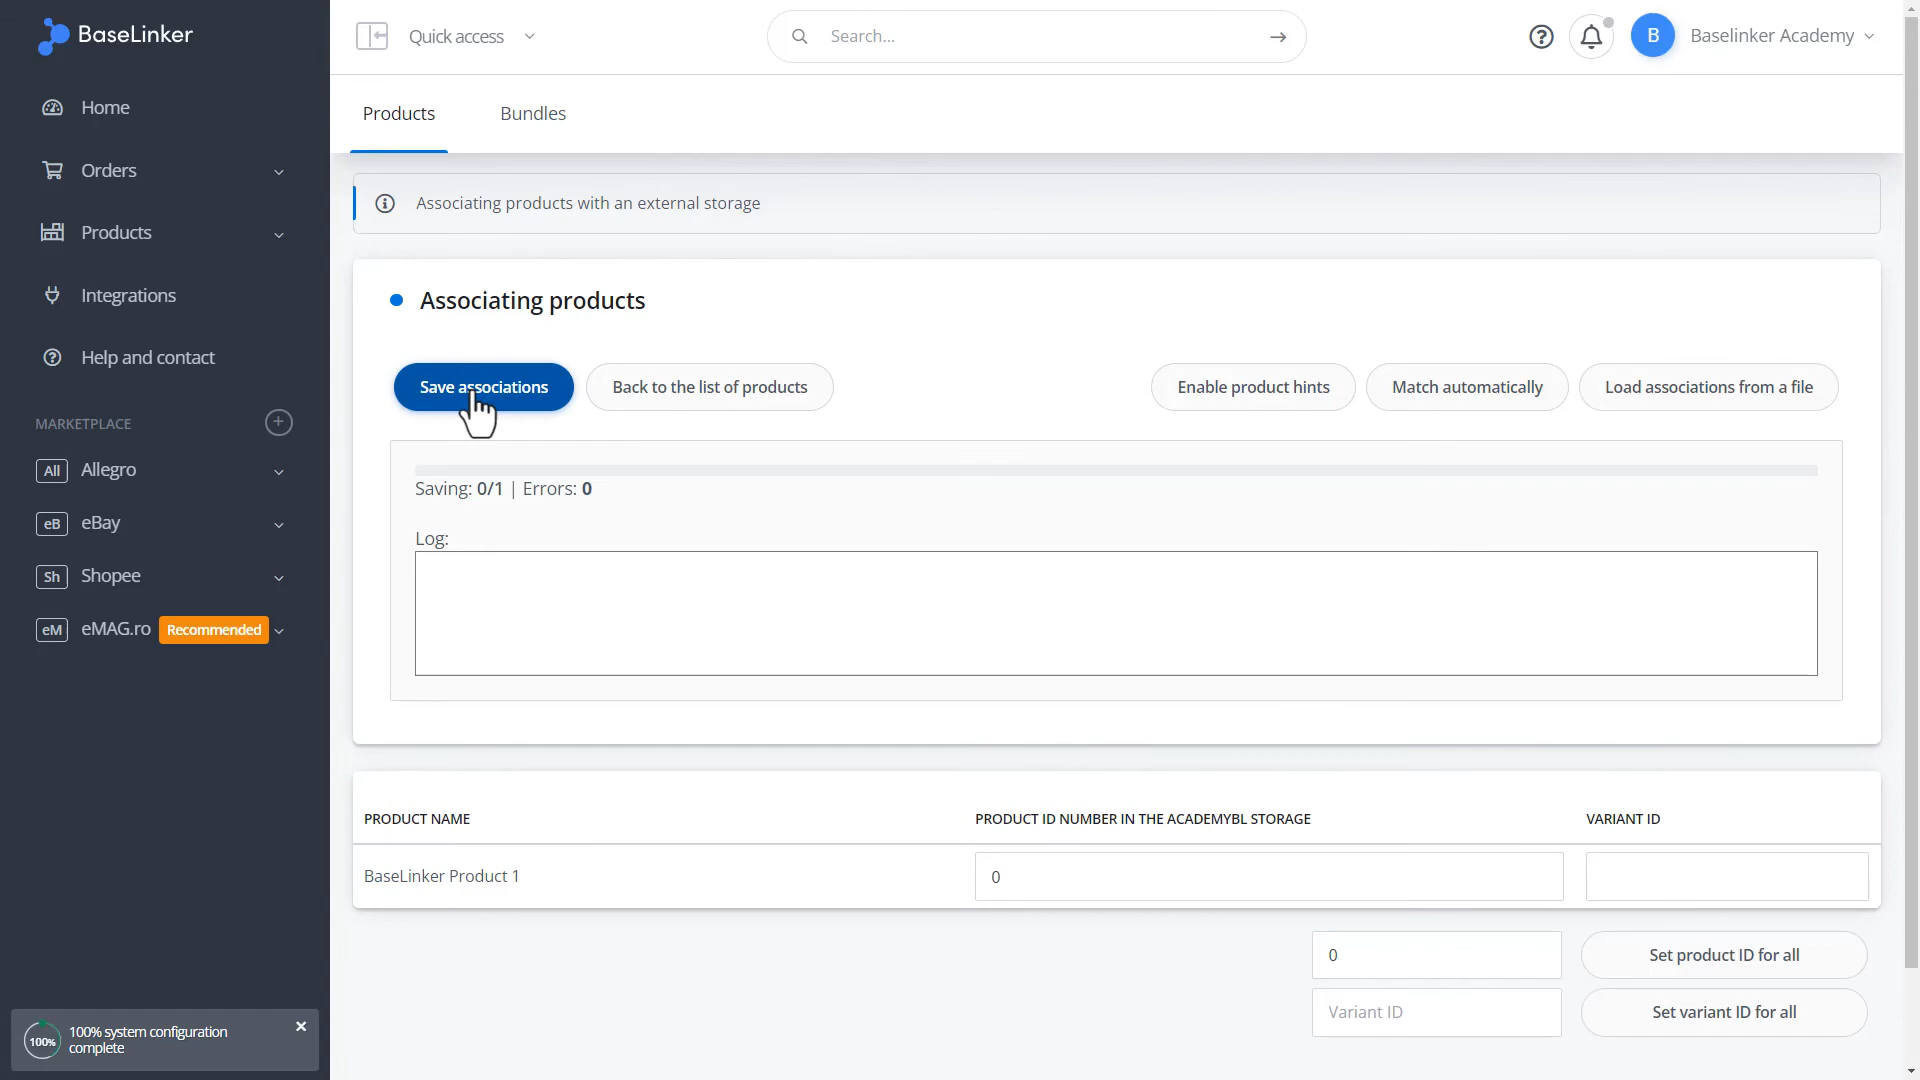 BaseLinker
Quick access
Search...
B
Baselinker Academy
Home
Orders
Products
Integrations
Help and contact
MARKETPLACE
All Allegro
eB eBay
Sh Shopee
eM eMAG.ro Recommended
100% 100% system configuration
complete
Products Bundles
Associating products with an external storage
Associating products
Save associations Back to the list of products Enable product hints Match automatically Load associations from a file
Saving: 0/1 | Errors: 0
Log:
PRODUCT NAME PRODUCT ID NUMBER IN THE ACADEMYBL STORAGE VARIANT ID
BaseLinker Product 1 0
0 Set product ID for all
Variant ID Set variant ID for all